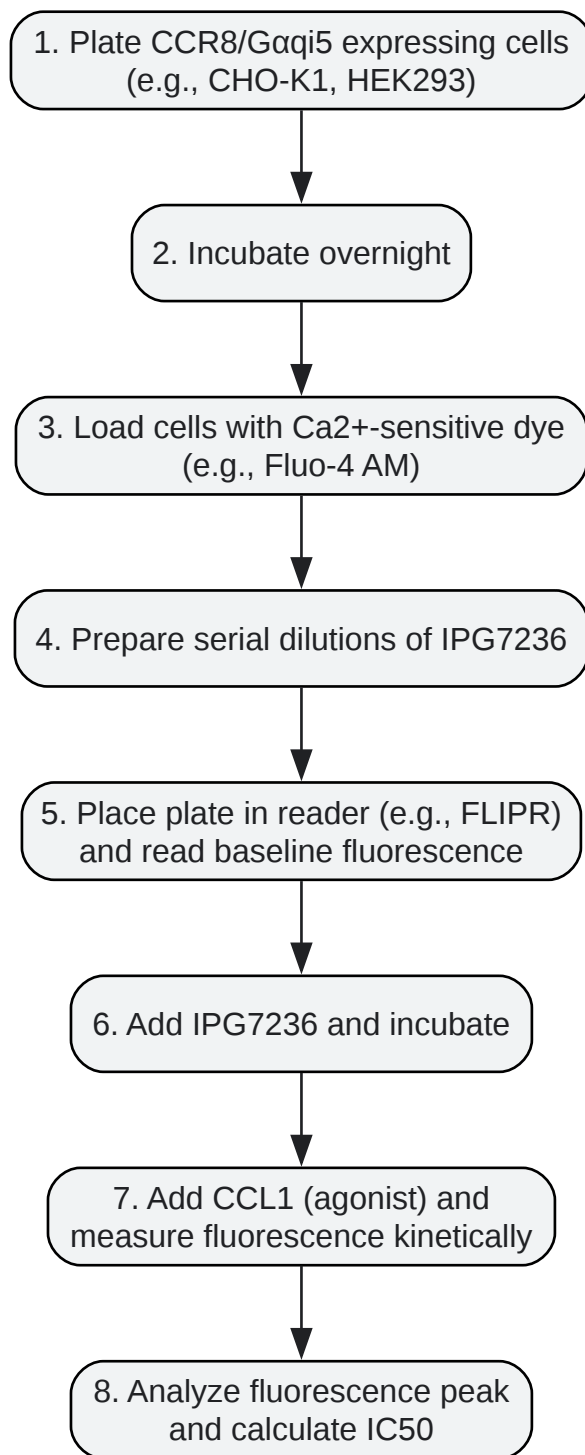 1. Plate CCR8/Gαqi5 expressing cells
(e.g., CHO-K1, HEK293)
2. Incubate overnight
3. Load cells with Ca2+-sensitive dye
(e.g., Fluo-4 AM)
4. Prepare serial dilutions of IPG7236
5. Place plate in reader (e.g., FLIPR)
and read baseline fluorescence
6. Add IPG7236 and incubate
7. Add CCL1 (agonist) and
measure fluorescence kinetically
8. Analyze fluorescence peak
and calculate IC50